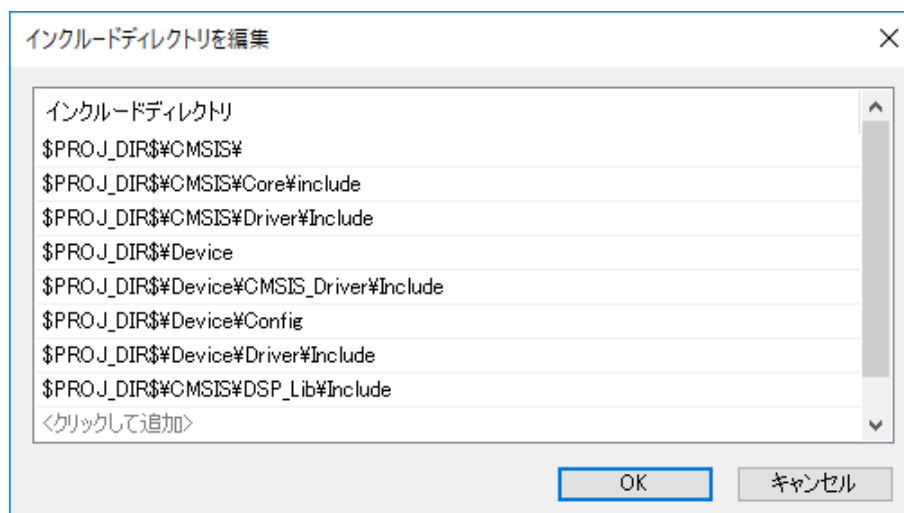 インクルードディレクトリを編集
インクルードディレクトリ
$PROJ_DIR$¥CMSIS¥
$PROJ_DIR$¥CMSIS¥Core¥include
$PROJ_DIR$¥CMSIS¥Driver¥Include
$PROJ_DIR$¥Device
$PROJ_DIR$¥Device¥CMSIS_Driver¥Include
$PROJ_DIR$¥Device¥Config
$PROJ_DIR$¥Device¥Driver¥Include
$PROJ_DIR$¥CMSIS¥DSP_Lib¥Include
<クリックして追加>
OK キャンセル